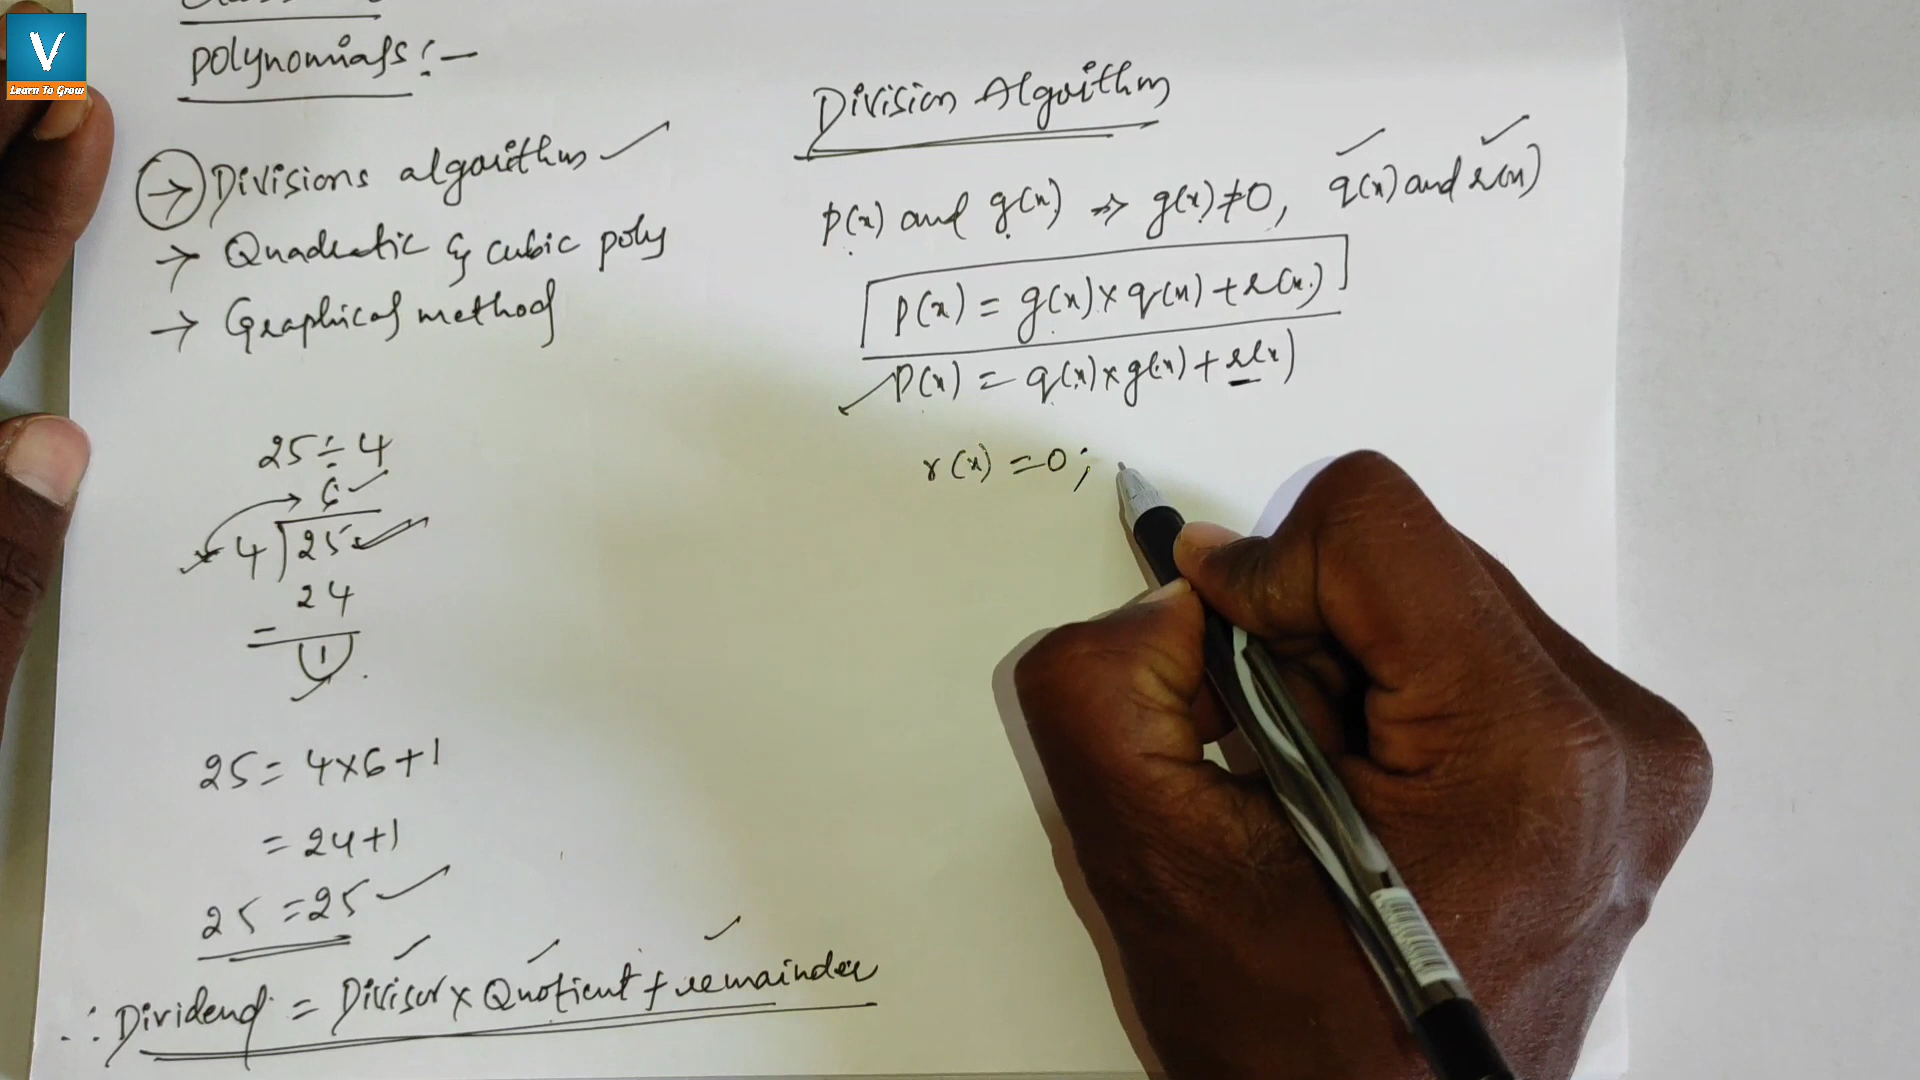 V
Learn To Grow
Polynomials :-
→ Divisions algorithm
→ Quadratic & cubic poly
→ Graphical method
25 ÷ 4
6
4)25
24
-
1
25 = 4×6+1
= 24+1
25 = 25
∴ Dividend = Divisor × Quotient + remainder
Division Algorithm
P(x) and g(x) ⇒ g(x) ≠ 0, q(x) and r(x)
P(x) = g(x) × q(x) + r(x)
P(x) = q(x) × g(x) + r(x)
r(x) = 0;